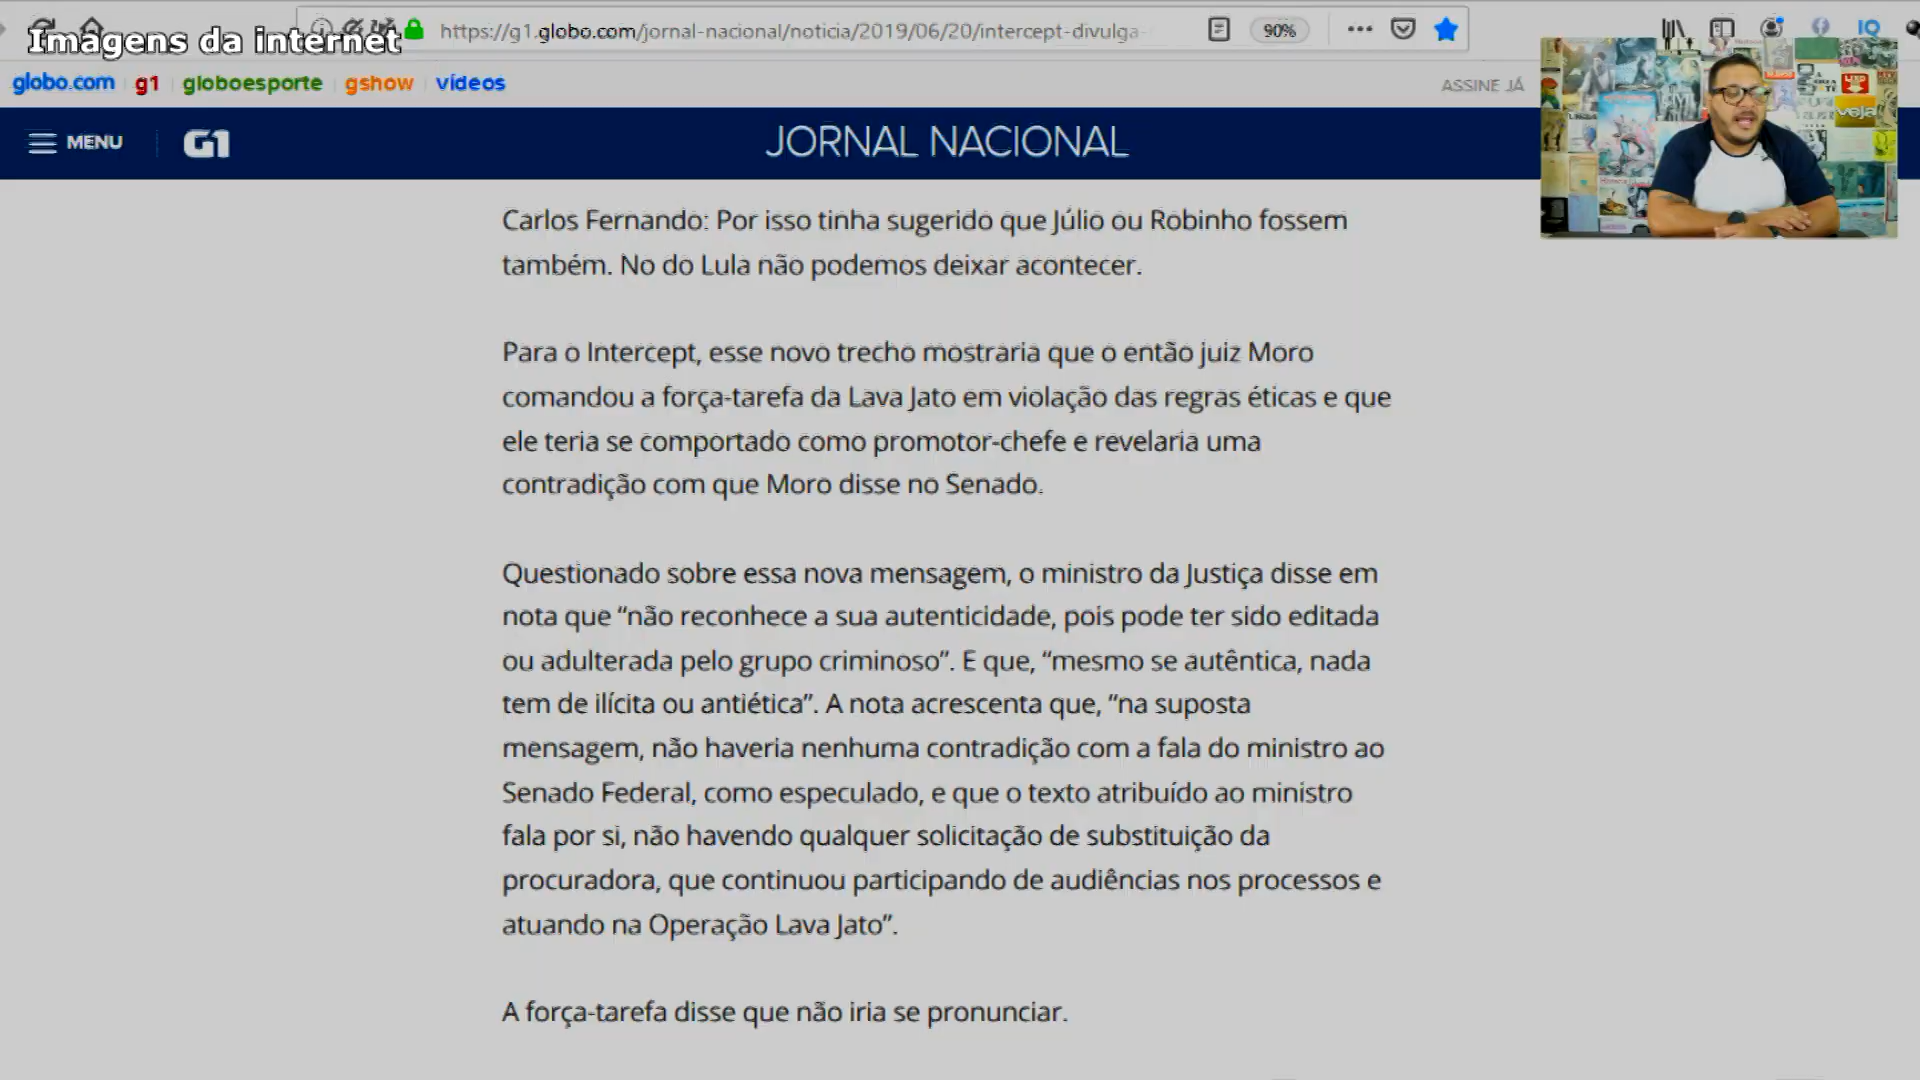 Imagens da internet
https://g1.globo.com/jornal-nacional/noticia/2019/06/20/intercept-divulga-
90%
IQ
globo.com g1 globoesporte gshow vídeos
ASSINE JÁ
MENU G1
JORNAL NACIONAL
veja
Carlos Fernando: Por isso tinha sugerido que Júlio ou Robinho fossem
também. No do Lula não podemos deixar acontecer.
Para o Intercept, esse novo trecho mostraria que o então juiz Moro
comandou a força-tarefa da Lava Jato em violação das regras éticas e que
ele teria se comportado como promotor-chefe e revelaria uma
contradição com que Moro disse no Senado.
Questionado sobre essa nova mensagem, o ministro da Justiça disse em
nota que “não reconhece a sua autenticidade, pois pode ter sido editada
ou adulterada pelo grupo criminoso”. E que, “mesmo se autêntica, nada
tem de ilícita ou antiética”. A nota acrescenta que, “na suposta
mensagem, não haveria nenhuma contradição com a fala do ministro ao
Senado Federal, como especulado, e que o texto atribuído ao ministro
fala por si, não havendo qualquer solicitação de substituição da
procuradora, que continuou participando de audiências nos processos e
atuando na Operação Lava Jato”.
A força-tarefa disse que não iria se pronunciar.